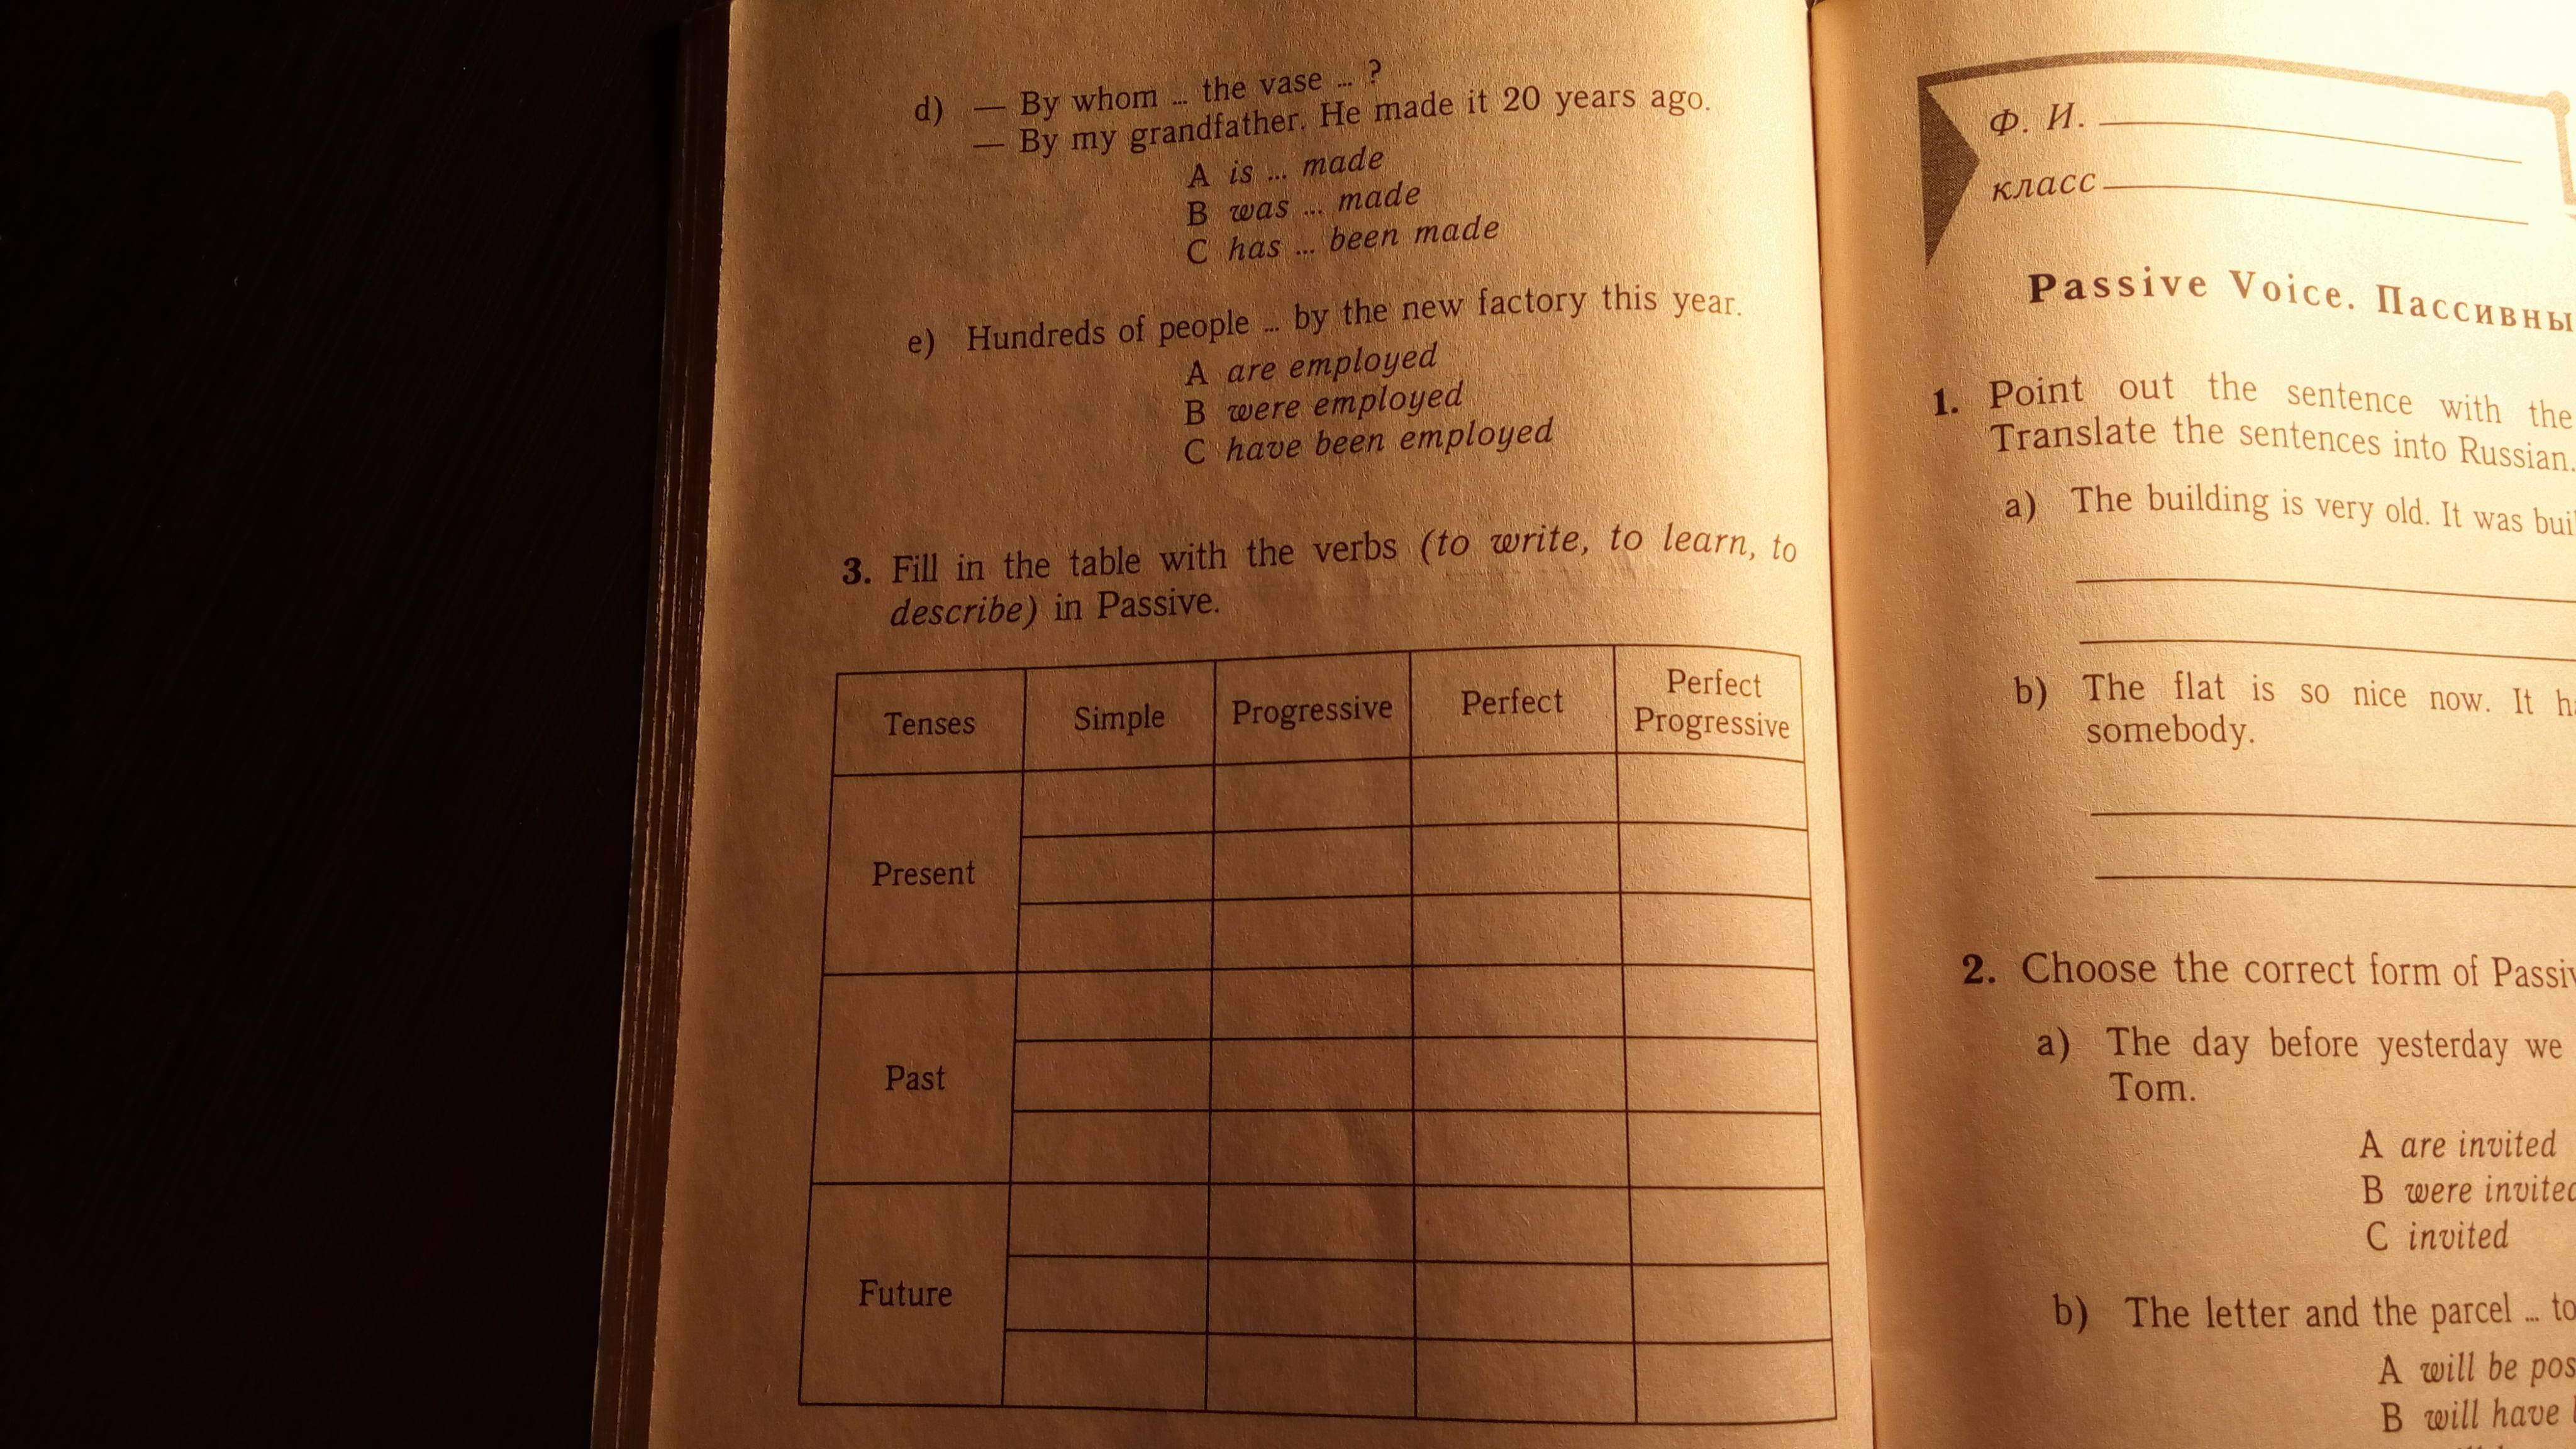 d) — By whom ... the vase ... ?
— By my grandfather. He made it 20 years ago.
A is ... made
B was ... made
C has ... been made
e) Hundreds of people ... by the new factory this year.
A are employed
B were employed
C have been employed
3. Fill in the table with the verbs (to write, to learn, to
describe) in Passive.
Tenses Simple Progressive Perfect Perfect
Progressive
Present
Past
Future
Ф. И.
класс
Passive Voice.
1. Point out the sentence with the
Translate the sentences into Russian.
a) The building is very old. It was
b) The flat is so nice now. It
somebody.
2. Choose the correct form of
a) The day before yesterday we
Tom.
A are invited
B were
C invited
b) The letter and the parcel ...
A will be
B will have